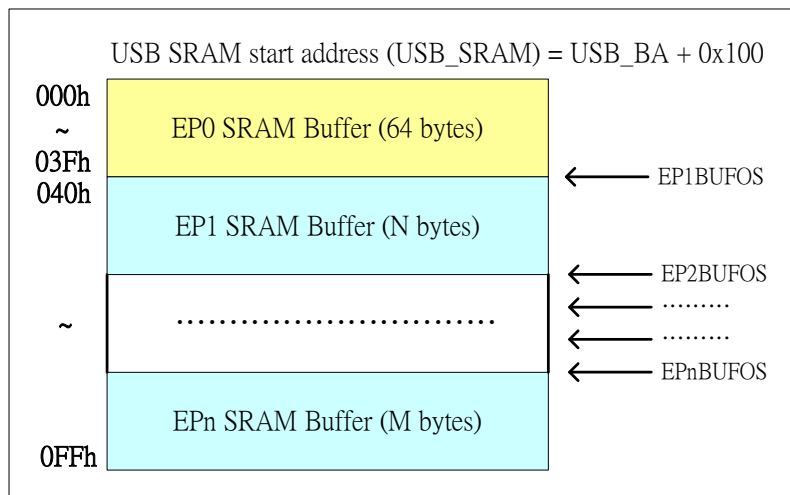 USB SRAM start address (USB_SRAM) = USB_BA + 0x100
000h
~
03Fh
040h
~
0FFh
EP0 SRAM Buffer (64 bytes)
EP1 SRAM Buffer (N bytes)
................................
EPn SRAM Buffer (M bytes)
EP1BUFOS
EP2BUFOS
·········
·········
EPnBUFOS